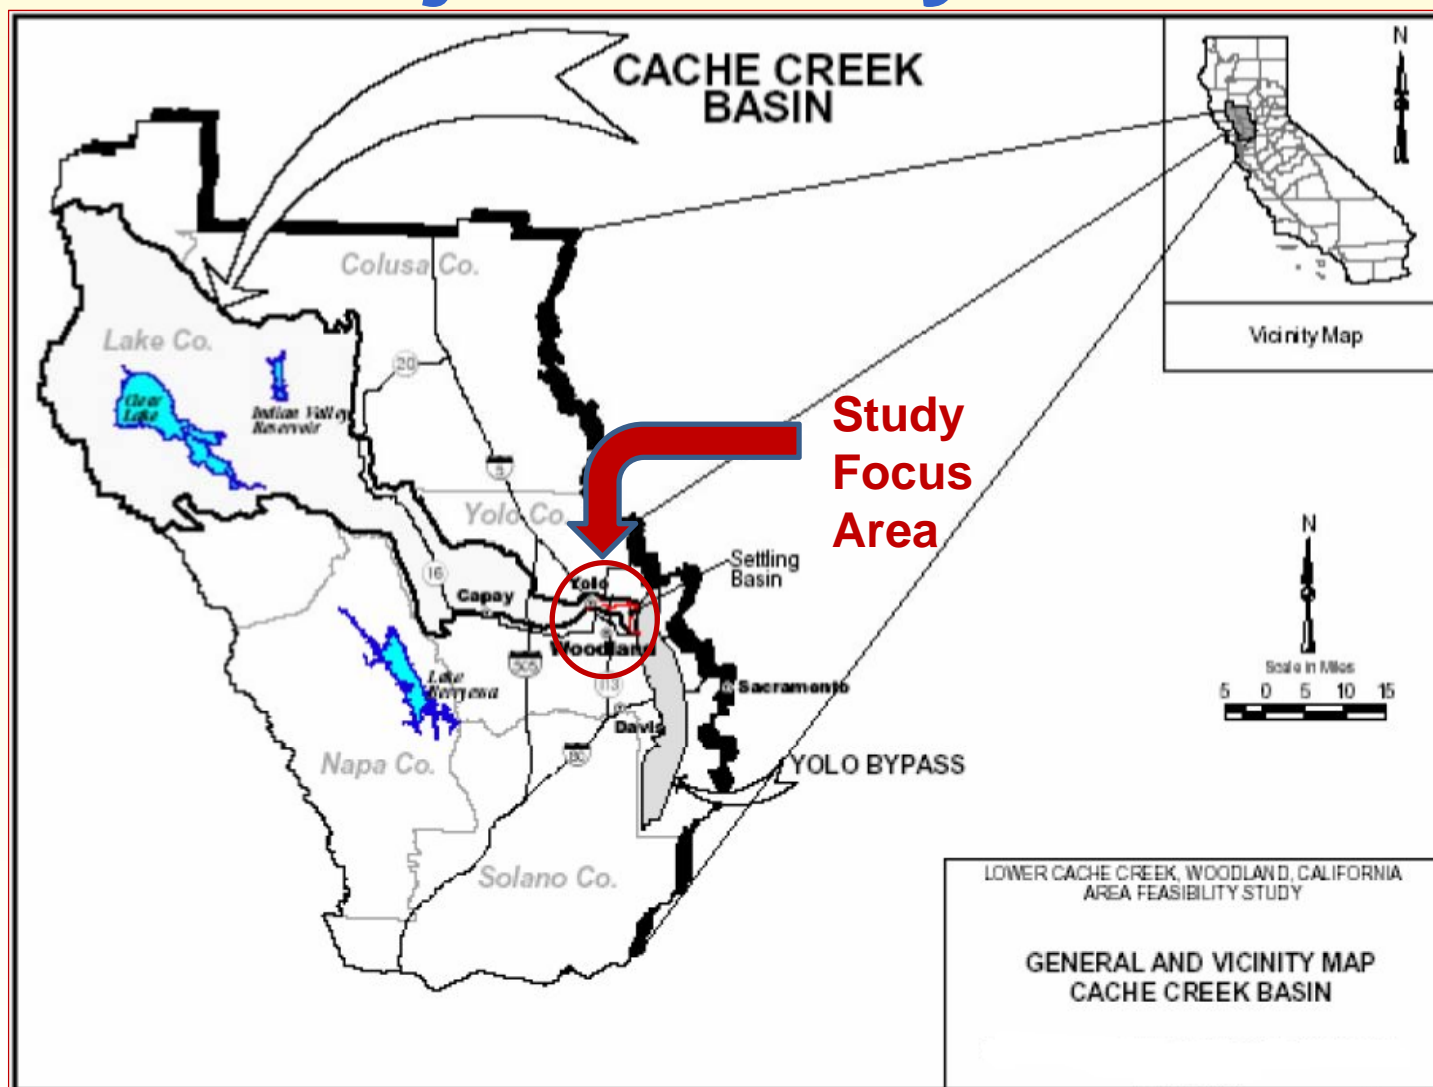 CACHE CREEK
BASIN
N
Vicinity Map
Colusa Co.
Lake Co.
20
Clear
Lake
Indian Valley
Reservoir
Study
Focus
Area
5
Yolo Co.
N
Settling
Basin
16
Yolo
Capay
Woodland
505
Scale in Miles
5 0 5 10 15
Lake
Berryessa
113
Sacramento
Davis
80
Napa Co.
YOLO BYPASS
Solano Co.
LOWER CACHE CREEK, WOODLAND, CALIFORNIA
AREA FEASIBILITY STUDY
GENERAL AND VICINITY MAP
CACHE CREEK BASIN